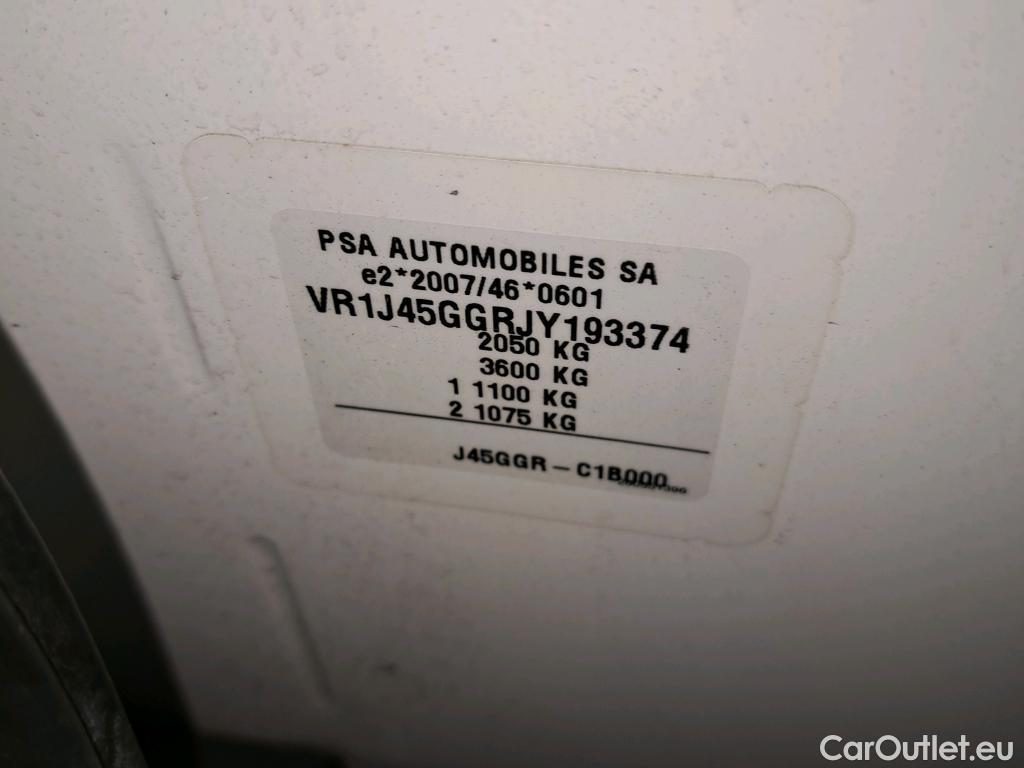 PSA AUTOMOBILES SA
e2*2007/46*0601
VR1J45GGRJY193374
2050 KG
3600 KG
1 1100 KG
2 1075 KG
J45GGR – C1B000
CarOutlet.eu